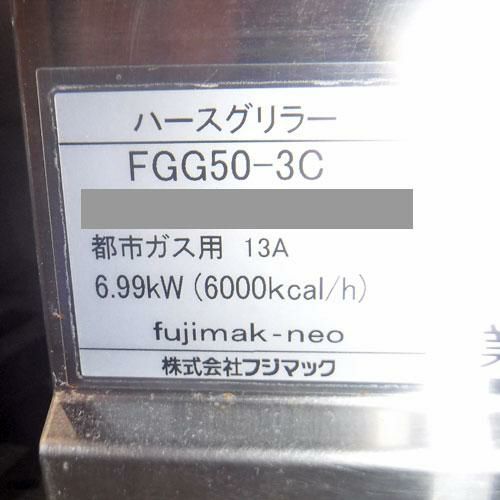 ハースグリラー
FGG50-3C
都市ガス用 13A
6.99kW(6000kcal/h)
fujimak-neo
株式会社フジマック